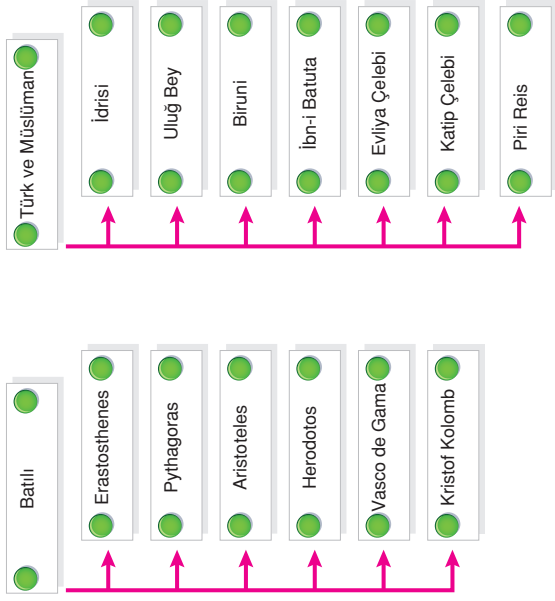 Batılı
Erastosthenes
Pythagoras
Aristoteles
Herodotos
Vasco de Gama
Kristof Kolomb
Türk ve Müslüman
İdrisi
Uluğ Bey
Biruni
İbn-i Batuta
Evliya Çelebi
Katip Çelebi
Piri Reis